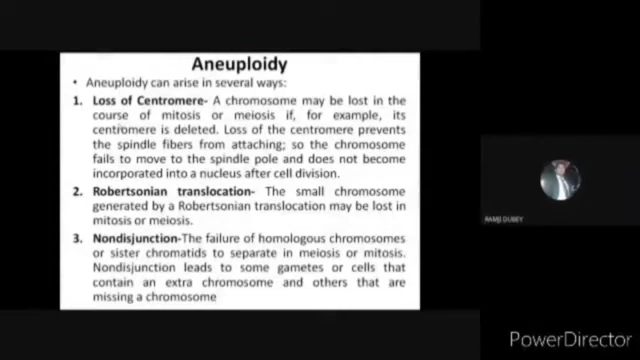 Aneuploidy
• Aneuploidy can arise in several ways:
1. Loss of Centromere- A chromosome may be lost in the
course of mitosis or meiosis if, for example, its
centromere is deleted. Loss of the centromere prevents
the spindle fibers from attaching; so the chromosome
fails to move to the spindle pole and does not become
incorporated into a nucleus after cell division.
2. Robertsonian translocation- The small chromosome
generated by a Robertsonian translocation may be lost in
mitosis or meiosis.
3. Nondisjunction-The failure of homologous chromosomes
or sister chromatids to separate in meiosis or mitosis.
Nondisjunction leads to some gametes or cells that
contain an extra chromosome and others that are
missing a chromosome
RAMJI DUBEY
PowerDirector